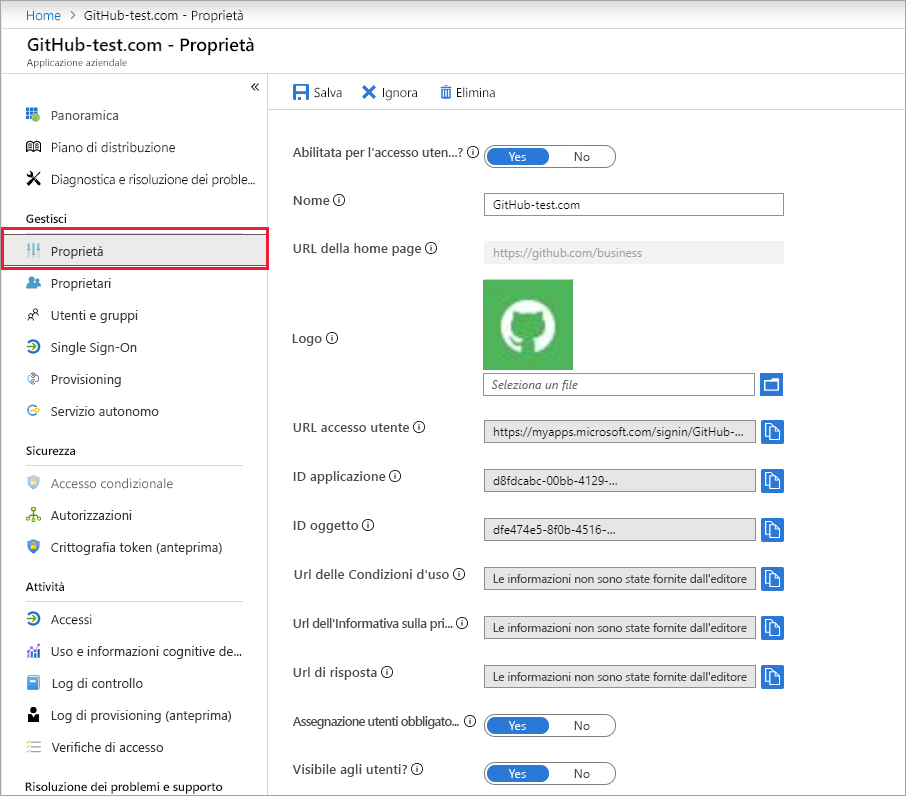 Home > GitHub-test.com - Proprietà
GitHub-test.com - Proprietà
Applicazione aziendale
«
Panoramica
Piano di distribuzione
Diagnostica e risoluzione dei proble...
Gestisci
Proprietà
Proprietari
Utenti e gruppi
Single Sign-On
Provisioning
Servizio autonomo
Sicurezza
Accesso condizionale
Autorizzazioni
Crittografia token (anteprima)
Attività
Accessi
Uso e informazioni cognitive de...
Log di controllo
Log di provisioning (anteprima)
Verifiche di accesso
Risoluzione dei problemi e supporto
Salva Ignora Elimina
Abilitata per l'accesso uten...? Yes No
Nome GitHub-test.com
URL della home page https://github.com/business
Logo
Seleziona un file
URL accesso utente https://myapps.microsoft.com/signin/GitHub-...
ID applicazione d8fdcabc-00bb-4129-...
ID oggetto dfe474e5-8f0b-4516-...
Url delle Condizioni d'uso Le informazioni non sono state fornite dall'editore
Url dell'Informativa sulla pri... Le informazioni non sono state fornite dall'editore
Url di risposta Le informazioni non sono state fornite dall'editore
Assegnazione utenti obbligato... Yes No
Visibile agli utenti? Yes No